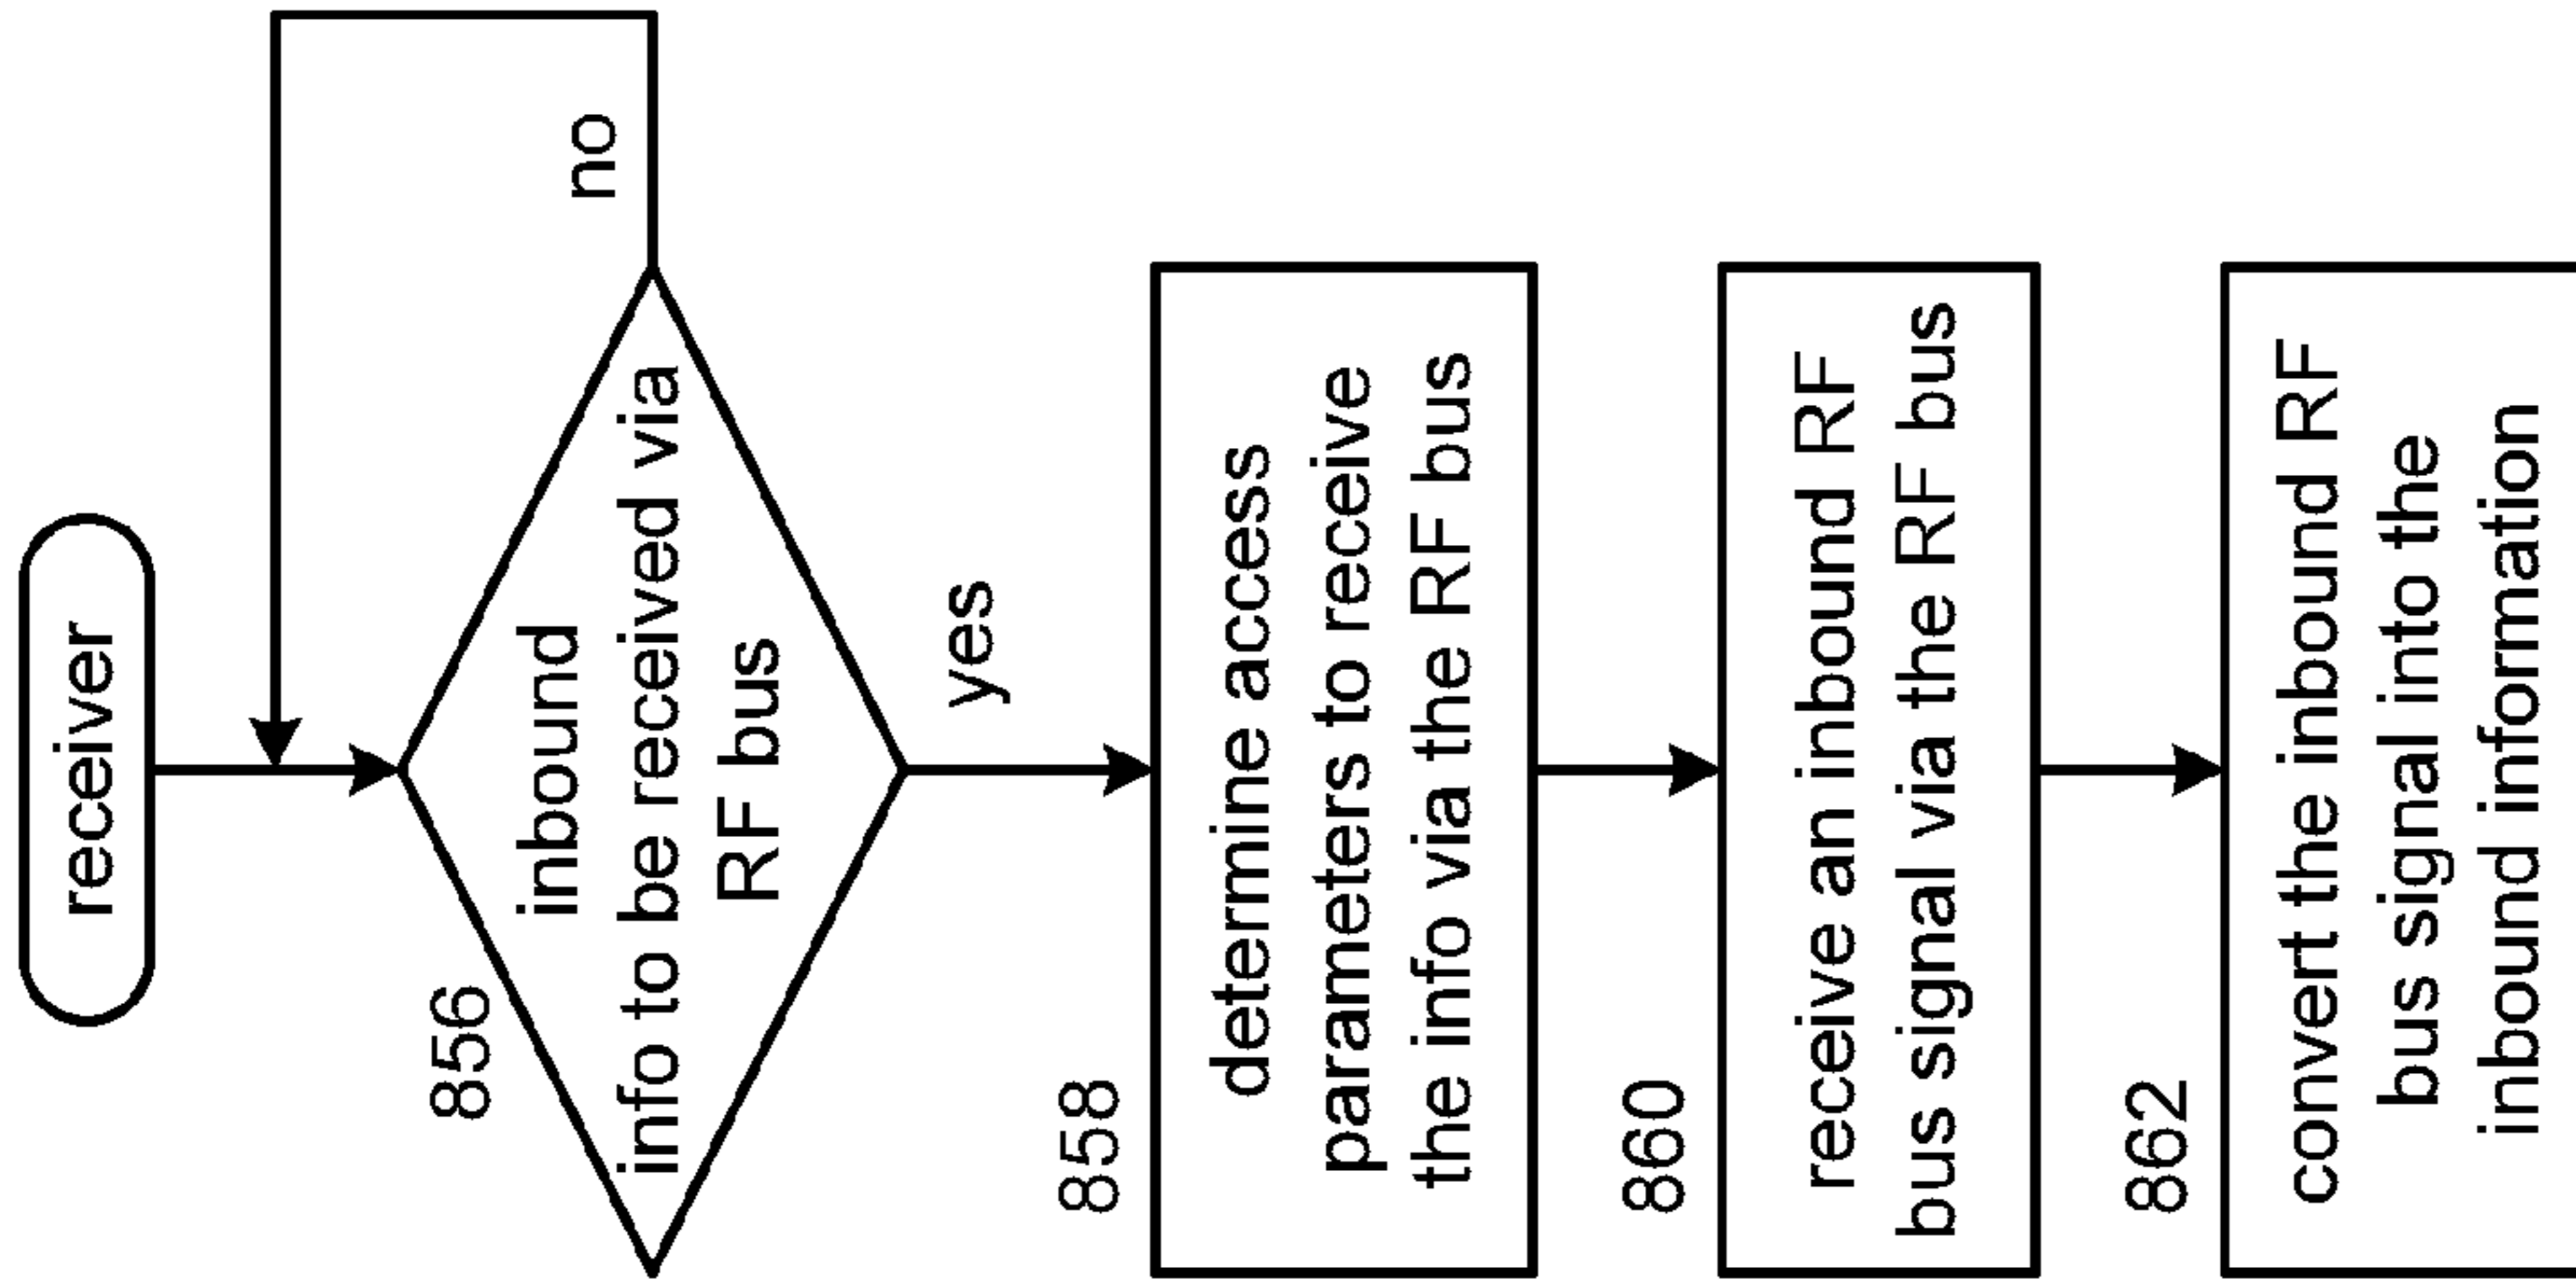 receiver
856
inbound
info to be received via
RF bus
no
yes
858
determine access
parameters to receive
the info via the RF bus
860
receive an inbound RF
bus signal via the RF bus
862
convert the inbound RF
bus signal into the
inbound information